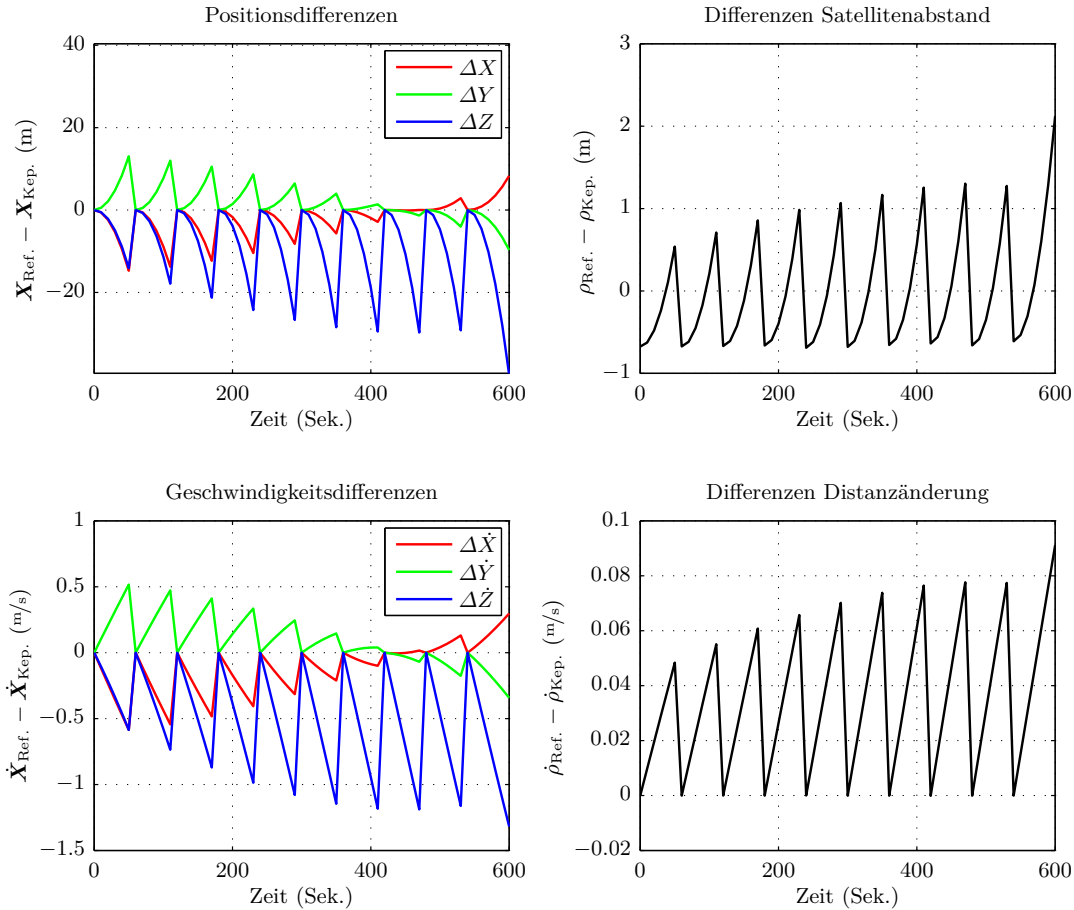 Positionsdifferenzen
40
20
0
−20
X_Ref. − X_Kep. (m)
ΔX
ΔY
ΔZ
0
200
400
600
Zeit (Sek.)
Differenzen Satellitenabstand
3
2
1
0
−1
ρ_Ref. − ρ_Kep. (m)
0
200
400
600
Zeit (Sek.)
Geschwindigkeitsdifferenzen
1
0.5
0
−0.5
−1
−1.5
Ẋ_Ref. − Ẋ_Kep. (m/s)
ΔẊ
ΔẎ
ΔŻ
0
200
400
600
Zeit (Sek.)
Differenzen Distanzänderung
0.1
0.08
0.06
0.04
0.02
0
−0.02
ρ̇_Ref. − ρ̇_Kep. (m/s)
0
200
400
600
Zeit (Sek.)